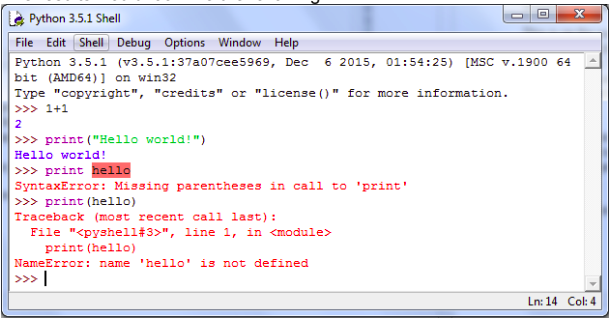 Python 3.5.1 Shell
File Edit Shell Debug Options Window Help
Python 3.5.1 (v3.5.1:37a07cee5969, Dec  6 2015, 01:54:25) [MSC v.1900 64
bit (AMD64)] on win32
Type "copyright", "credits" or "license()" for more information.
>>> 1+1
2
>>> print("Hello world!")
Hello world!
>>> print hello
SyntaxError: Missing parentheses in call to 'print'
>>> print(hello)
Traceback (most recent call last):
  File "<pyshell#3>", line 1, in <module>
    print(hello)
NameError: name 'hello' is not defined
>>>
Ln: 14 Col: 4